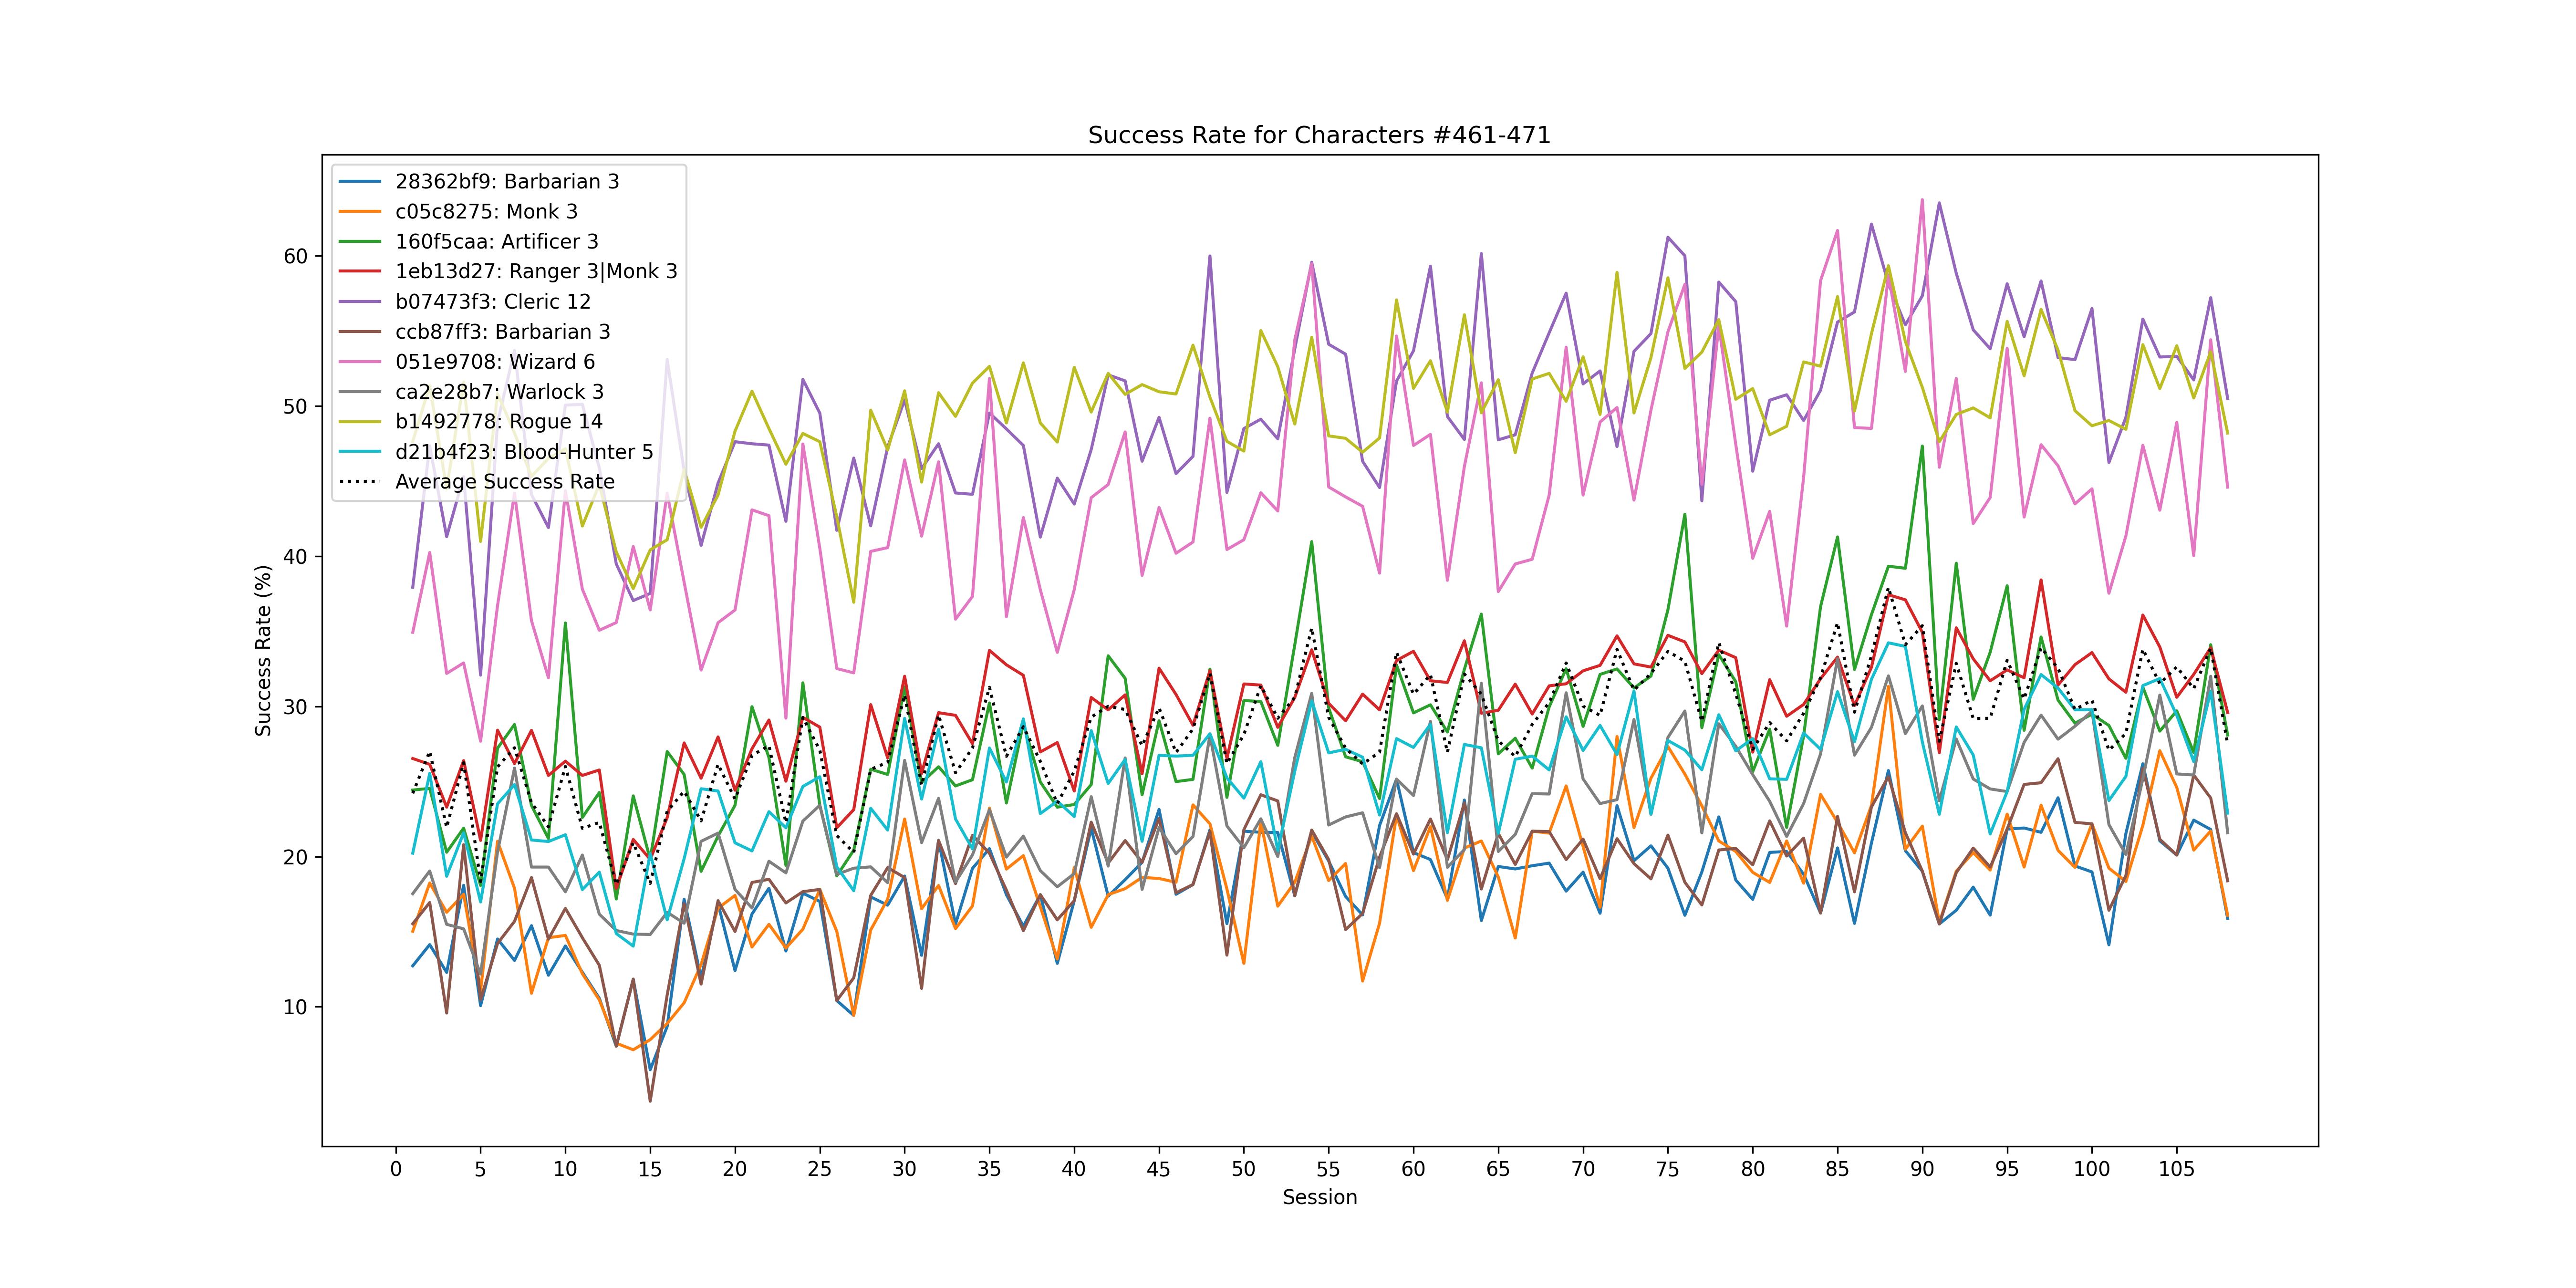 Success Rate for Characters #461-471
28362bf9: Barbarian 3
c05c8275: Monk 3
160f5caa: Artificer 3
1eb13d27: Ranger 3|Monk 3
b07473f3: Cleric 12
ccb87ff3: Barbarian 3
051e9708: Wizard 6
ca2e28b7: Warlock 3
b1492778: Rogue 14
d21b4f23: Blood-Hunter 5
Average Success Rate
Success Rate (%)
60
50
40
30
20
10
0 5 10 15 20 25 30 35 40 45 50 55 60 65 70 75 80 85 90 95 100 105
Session